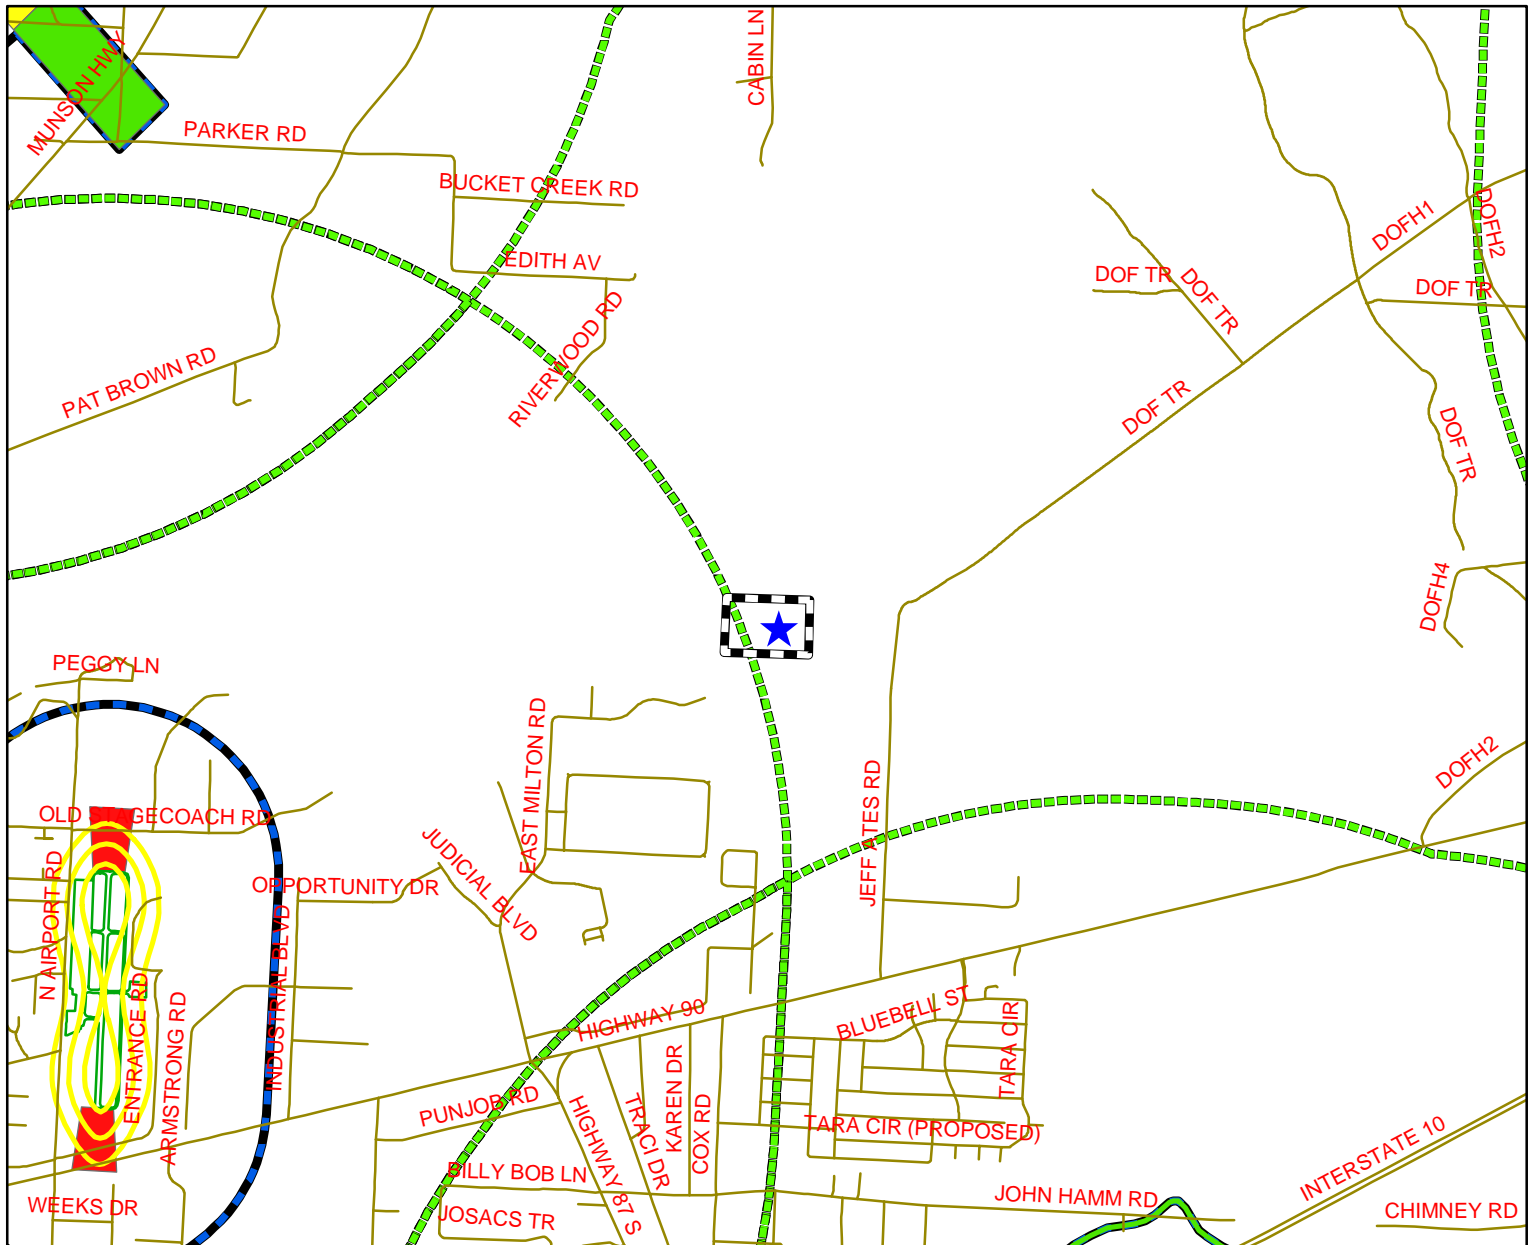 CABIN LN
MUNSON HWY
PARKER RD
BUCKET CREEK RD
DOFH1
DOFH2
EDITH AV
DOF TR
DOF TR
DOF TR
RIVERWOOD RD
PAT BROWN RD
DOF TR
DOF TR
DOFH4
PEGGY LN
EAST MILTON RD
JEFF ATES RD
DOFH2
OLD STAGECOACH RD
JUDICIAL BLVD
OPPORTUNITY DR
N AIRPORT RD
INDUSTRIAL BLVD
ENTRANCE RD
ARMSTRONG RD
HIGHWAY 90
BLUEBELL ST
TARA CIR
KAREN DR
PUNJOB RD
HIGHWAY 87 S
TRACI DR
COX RD
TARA CIR (PROPOSED)
INTERSTATE 10
BILLY BOB LN
JOHN HAMM RD
WEEKS DR
JOSACS TR
CHIMNEY RD